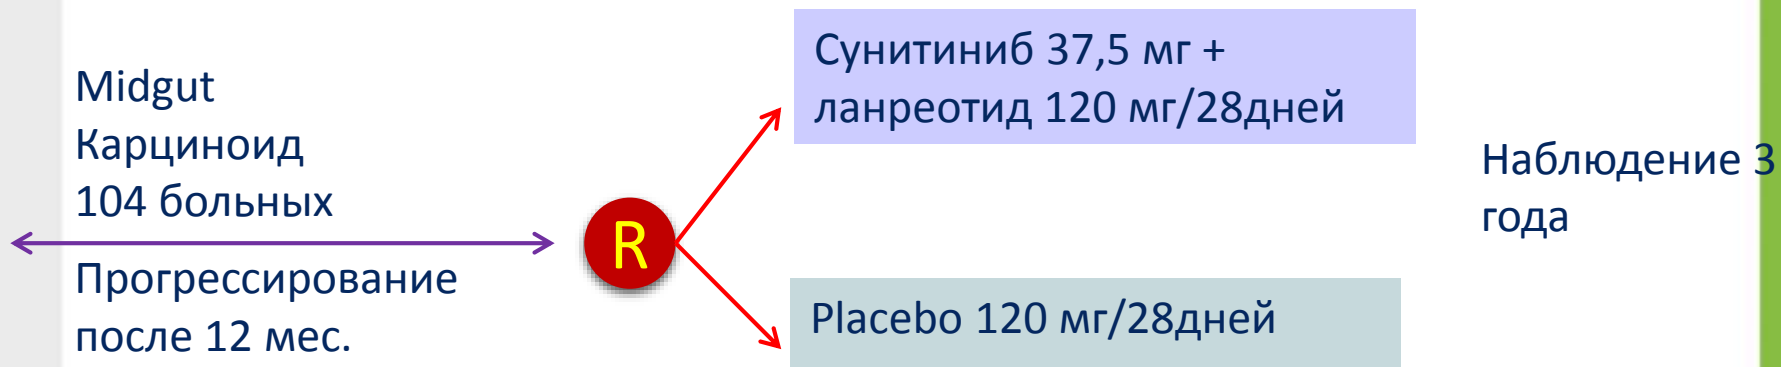 Midgut
Карциноид
104 больных
Прогрессирование
после 12 мес.
R
Сунитиниб 37,5 мг +
ланреотид 120 мг/28дней
Placebo 120 мг/28дней
Наблюдение 3
года